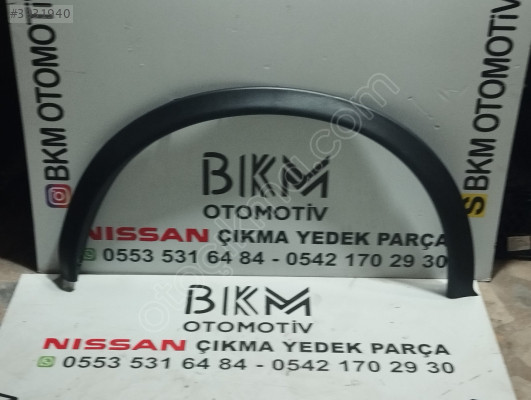 BKM OTOMOTİV
BKM OTOMOTİV
BKM
OTOMOTİV
NISSAN ÇIKMA YEDEK PARÇA
0553 531 64 84 - 0542 170 29 30
BKM
OTOMOTİV
NISSAN ÇIKMA YEDEK PARÇA
0553 531 64 84 - 0542 170 29 30